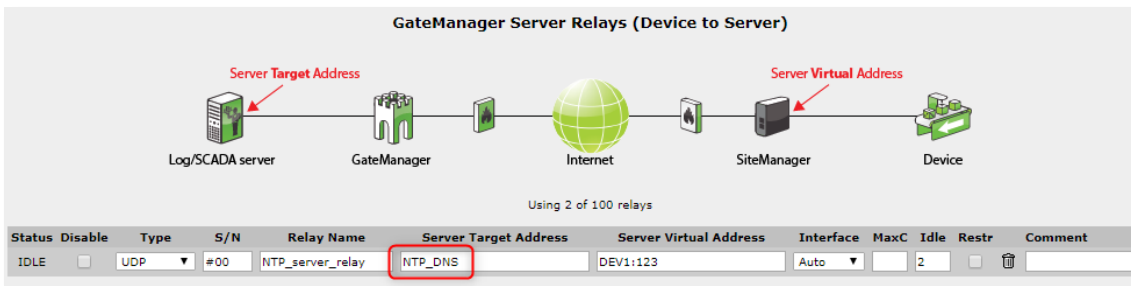 GateManager Server Relays (Device to Server)
Server Target Address
Server Virtual Address
Log/SCADA server
GateManager
Internet
SiteManager
Device
Using 2 of 100 relays
Status Disable Type S/N Relay Name Server Target Address Server Virtual Address Interface MaxC Idle Restr Comment
IDLE UDP #00 NTP_server_relay NTP_DNS DEV1:123 Auto 2